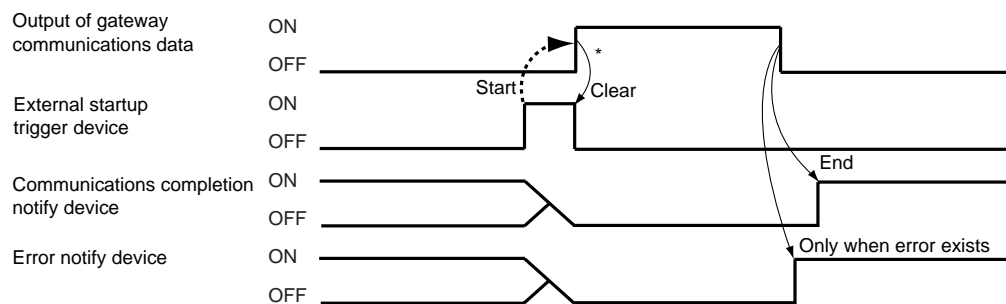 Output of gateway
communications data
ON
OFF
*
Start
Clear
External startup
trigger device
ON
OFF
End
Communications completion
notify device
ON
OFF
Only when error exists
Error notify device
ON
OFF